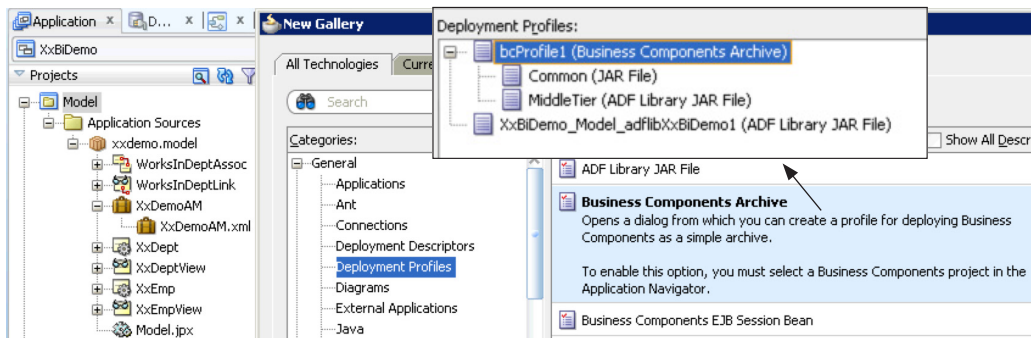 Application
D...
XxBiDemo
Projects
Model
Application Sources
xxdemo.model
WorksInDeptAssoc
WorksInDeptLink
XxDemoAM
XxDemoAM.xml
XxDept
XxDeptView
XxEmp
XxEmpView
Model.jpx
New Gallery
All Technologies
Search
Categories:
General
Applications
Ant
Connections
Deployment Descriptors
Deployment Profiles
Diagrams
External Applications
Java
Deployment Profiles:
bcProfile1 (Business Components Archive)
Common (JAR File)
MiddleTier (ADF Library JAR File)
XxBiDemo_Model_adflibXxBiDemo1 (ADF Library JAR File)
Show All Descr
ADF Library JAR File
Business Components Archive
Opens a dialog from which you can create a profile for deploying Business
Components as a simple archive.
To enable this option, you must select a Business Components project in the
Application Navigator.
Business Components EJB Session Bean